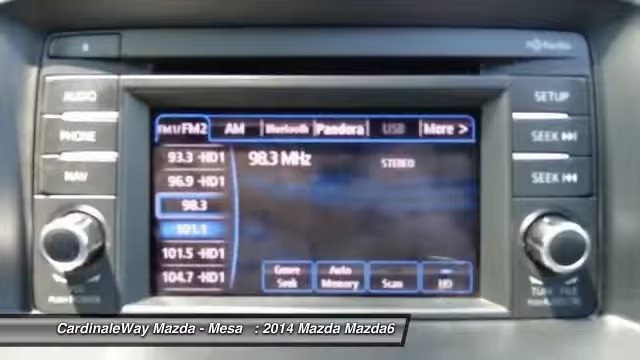 HD Radio
AUDIO
PHONE
NAV
SETUP
SEEK
SEEK
FM1/FM2 AM Bluetooth Pandora USB More >
93.3 -HD1
96.9 -HD1
98.3
101.1
101.5 -HD1
104.7 -HD1
98.3 MHz
STEREO
Genre Seek
Auto Memory
Scan
HD
CardinaleWay Mazda - Mesa : 2014 Mazda Mazda6